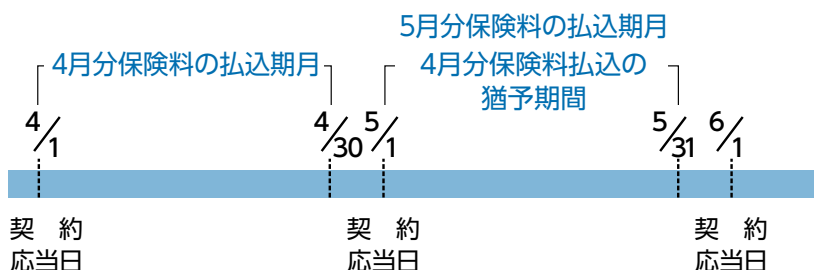 5月分保険料の払込期月
4月分保険料の払込期月
4月分保険料払込の
猶予期間
4/1
4/30
5/1
5/31
6/1
契 約
応当日
契 約
応当日
契 約
応当日